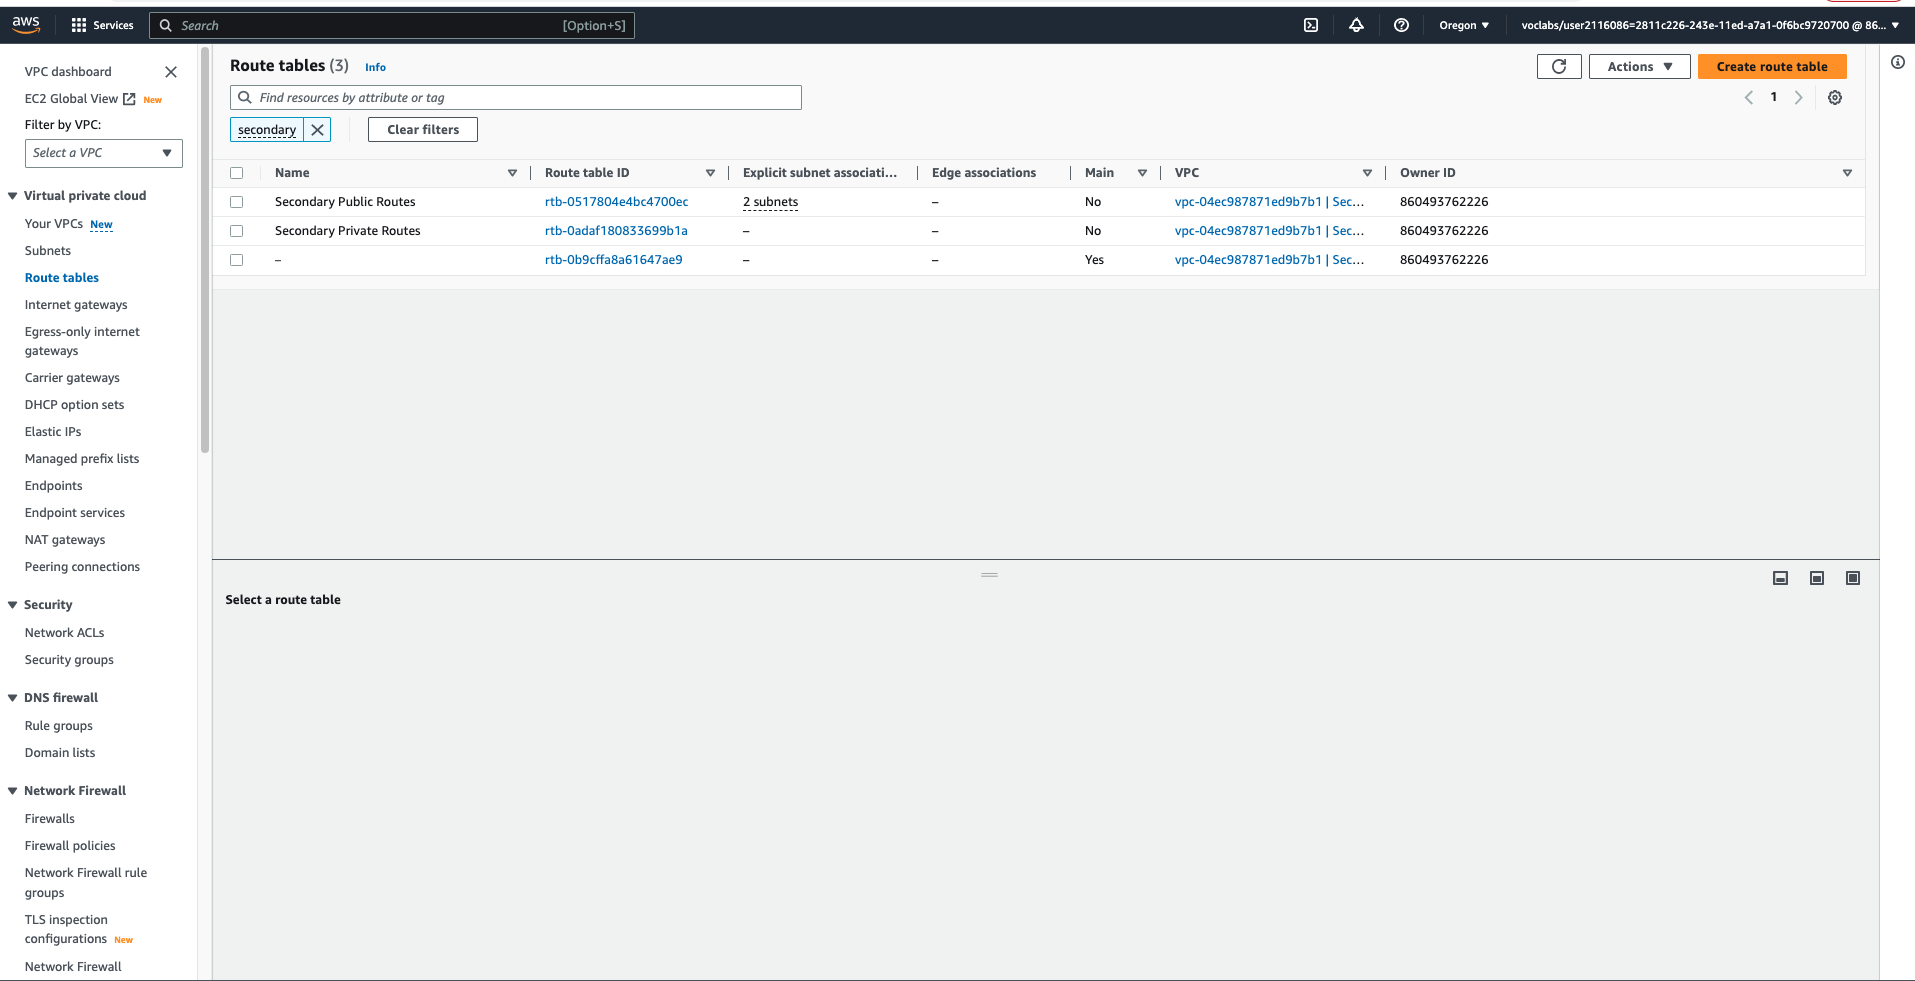 aws
Services
Search
[Option+S]
Oregon
voclabs/user2116086=2811c226-243e-11ed-a7a1-0f6bc9720700 @ 86...
VPC dashboard
EC2 Global View New
Filter by VPC:
Select a VPC
Virtual private cloud
Your VPCs New
Subnets
Route tables
Internet gateways
Egress-only internet
gateways
Carrier gateways
DHCP option sets
Elastic IPs
Managed prefix lists
Endpoints
Endpoint services
NAT gateways
Peering connections
Security
Network ACLs
Security groups
DNS firewall
Rule groups
Domain lists
Network Firewall
Firewalls
Firewall policies
Network Firewall rule
groups
TLS inspection
configurations New
Network Firewall
Route tables (3) Info
Actions
Create route table
Find resources by attribute or tag
1
secondary
Clear filters
Name Route table ID Explicit subnet associati... Edge associations Main VPC Owner ID
Secondary Public Routes rtb-0517804e4bc4700ec 2 subnets – No vpc-04ec987871ed9b7b1 | Sec... 860493762226
Secondary Private Routes rtb-0adaf180833699b1a – – No vpc-04ec987871ed9b7b1 | Sec... 860493762226
– rtb-0b9cffa8a61647ae9 – – Yes vpc-04ec987871ed9b7b1 | Sec... 860493762226
Select a route table